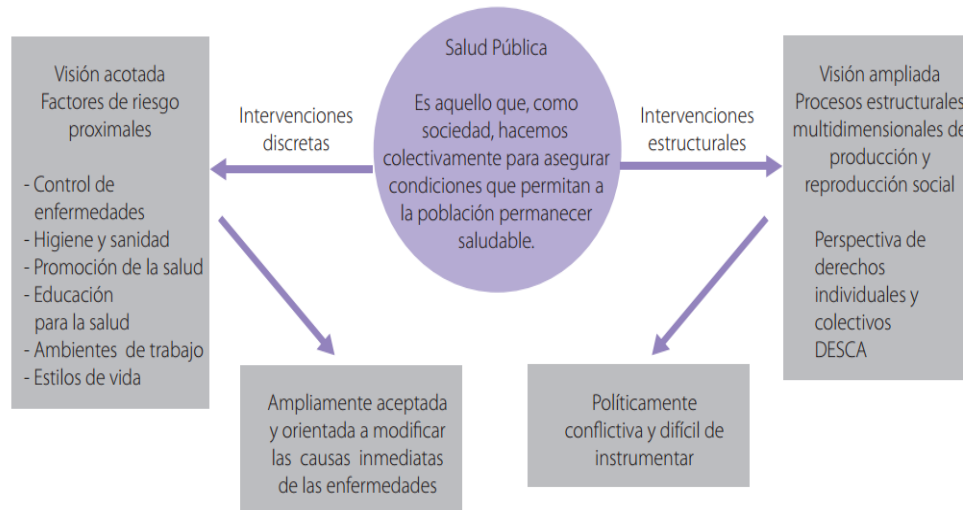 Visión acotada
Factores de riesgo
proximales
- Control de
enfermedades
- Higiene y sanidad
- Promoción de la salud
- Educación
para la salud
- Ambientes de trabajo
- Estilos de vida
Intervenciones
discretas
Salud Pública
Es aquello que, como
sociedad, hacemos
colectivamente para asegurar
condiciones que permitan a
la población permanecer
saludable.
Intervenciones
estructurales
Visión ampliada
Procesos estructurales
multidimensionales de
producción y
reproducción social
Perspectiva de
derechos
individuales y
colectivos
DESCA
Ampliamente aceptada
y orientada a modificar
las causas inmediatas
de las enfermedades
Políticamente
conflictiva y difícil de
instrumentar